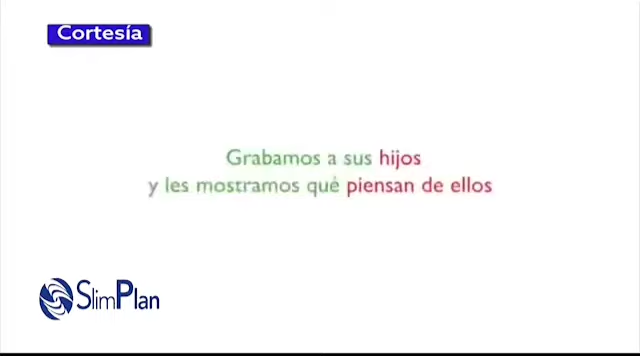 Cortesía
Grabamos a sus hijos
y les mostramos qué piensan de ellos
SlimPlan